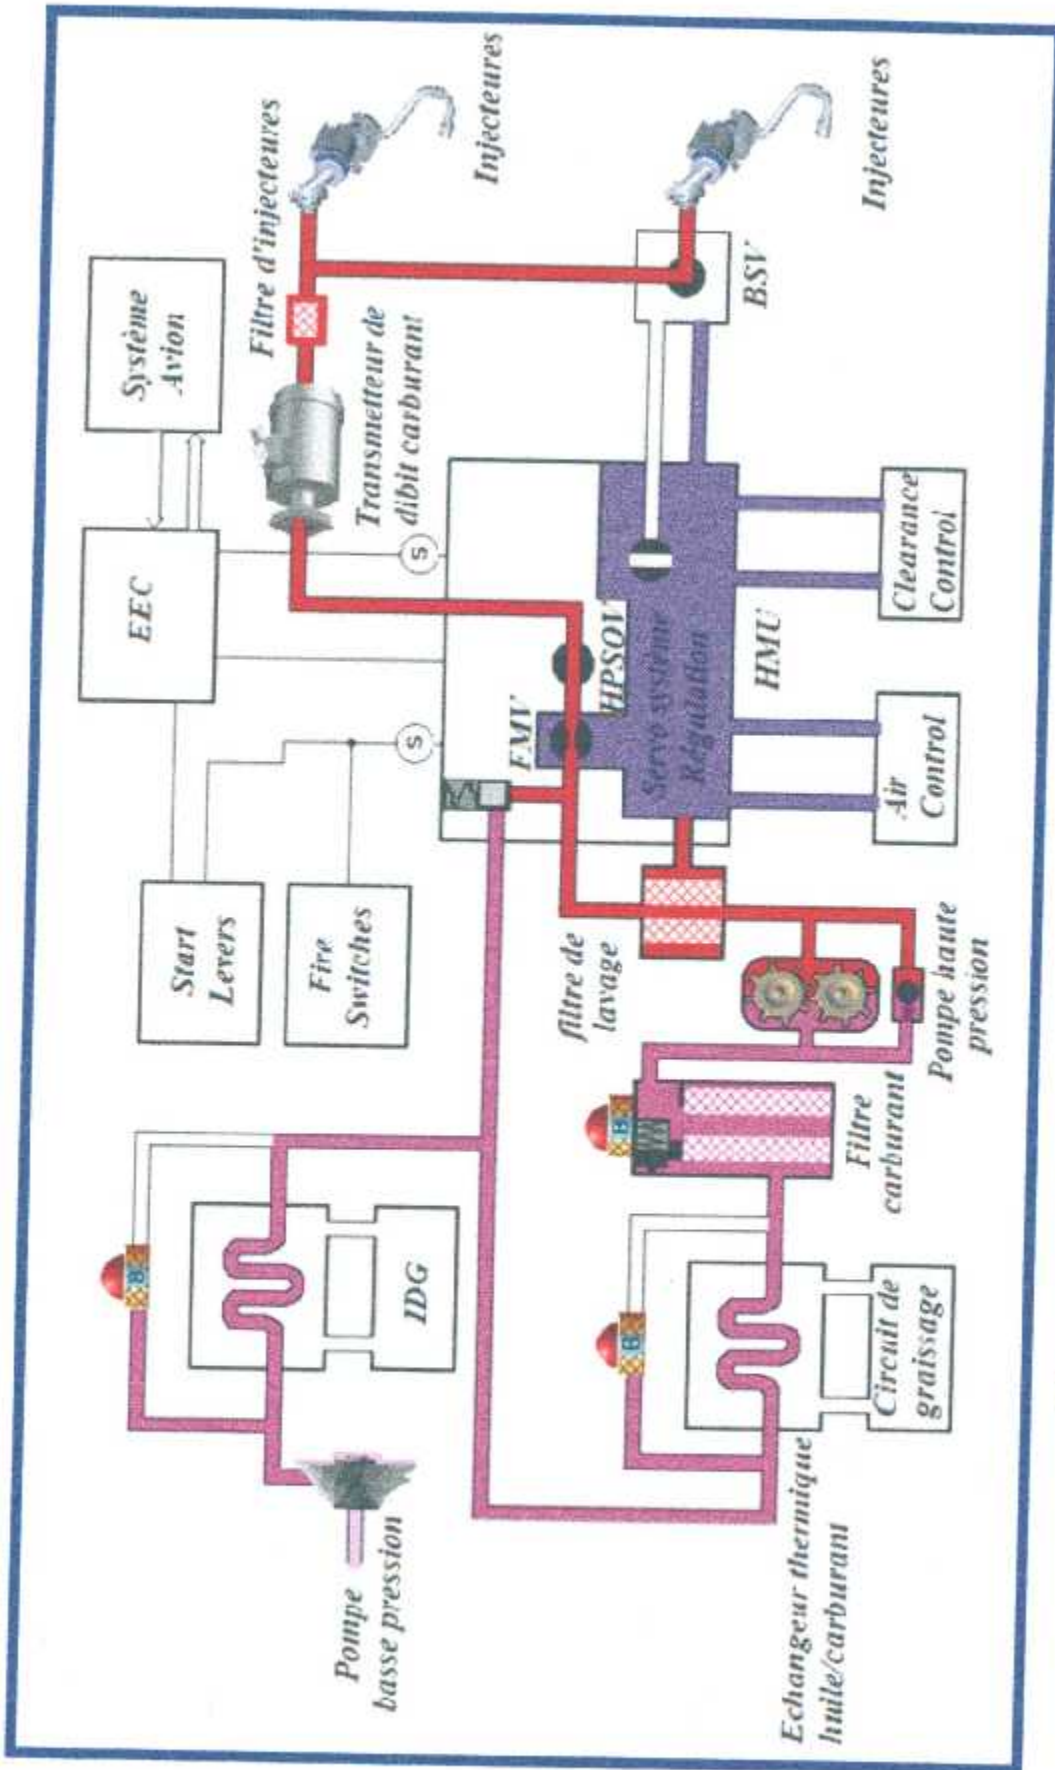 Système
Avion
EEC
Start
Levers
Fire
Switches
S
S
Filtre d'injecteures
Injecteures
Transmetteur de
dibit carburant
Injecteures
BSV
FMV
HPSOV
Servo système
Régulation
HMU
Clearance
Control
Air
Control
filtre de
lavage
Pompe haute
pression
Filtre
carburant
B
B
B
IDG
Circuit de
graissage
Pompe
basse pression
Echangeur thermique
huile/carburant